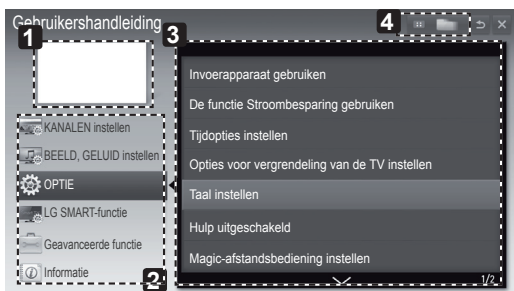 Gebruikershandleiding
1
3
4
KANALEN instellen
BEELD, GELUID instellen
OPTIE
LG SMART-functie
Geavanceerde functie
Informatie
2
Invoerapparaat gebruiken
De functie Stroombesparing gebruiken
Tijdopties instellen
Opties voor vergrendeling van de TV instellen
Taal instellen
Hulp uitgeschakeld
Magic-afstandsbediening instellen
1/2